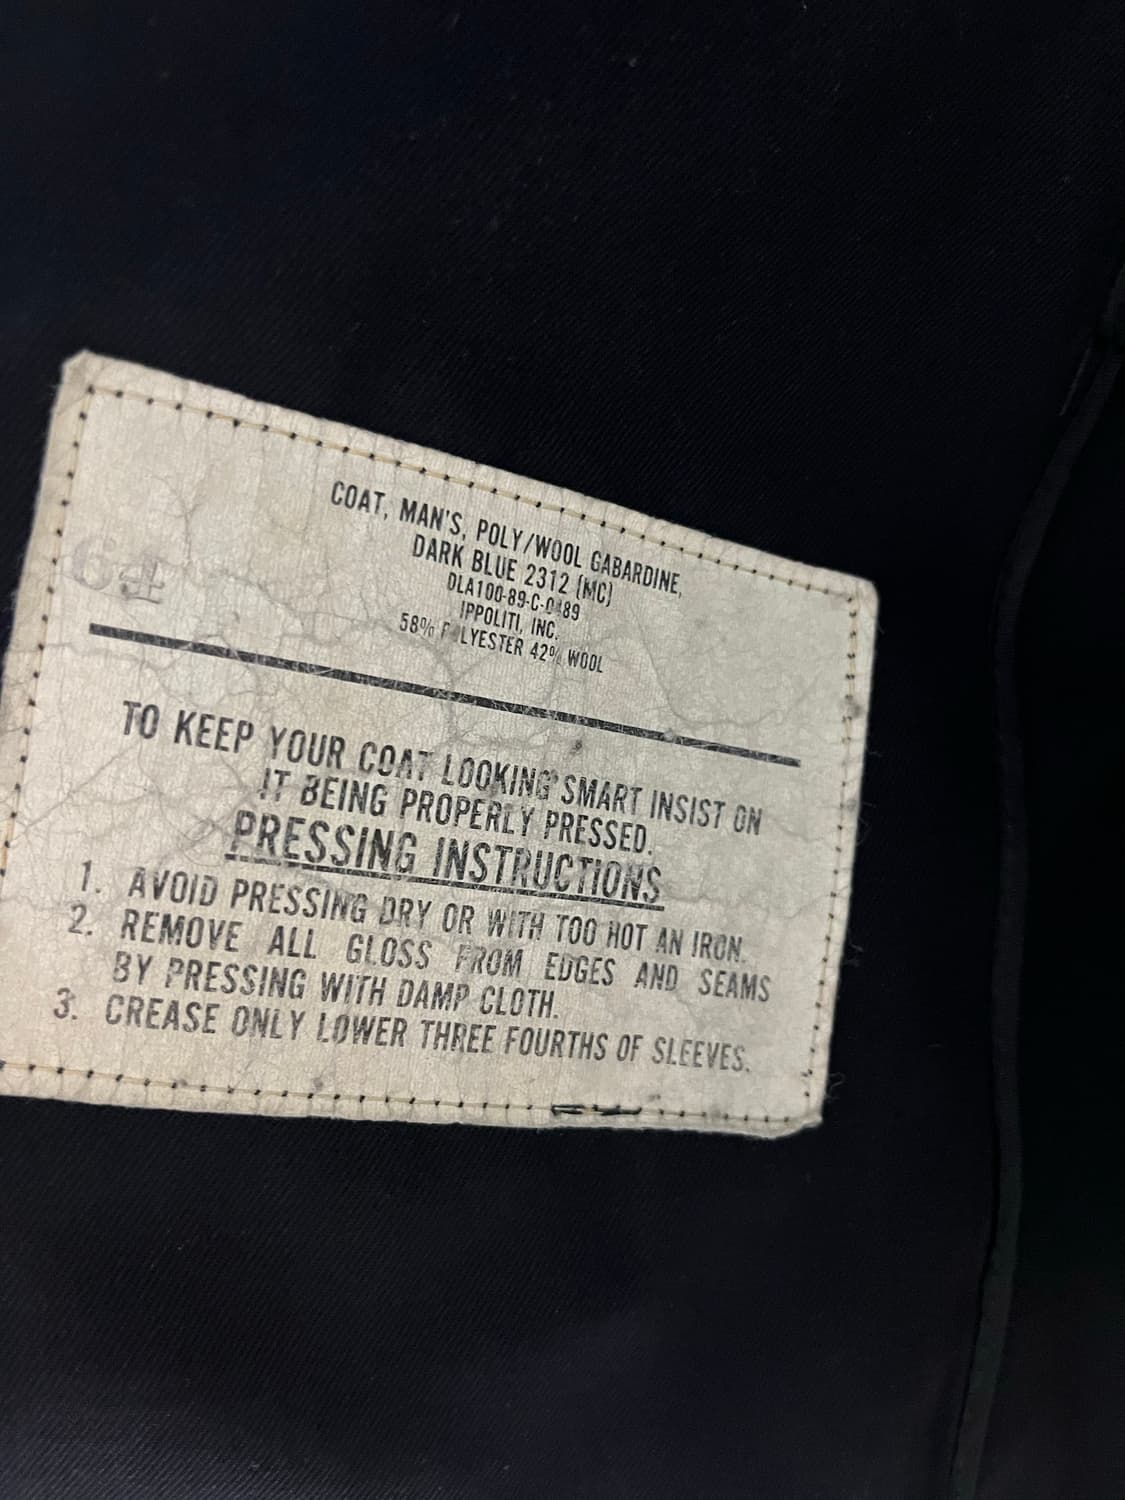 COAT, MAN'S, POLY/WOOL GABARDINE,
DARK BLUE 2312 (MC)
DLA100-89-C-0489
IPPOLITI, INC.
58% POLYESTER 42% WOOL
64
TO KEEP YOUR COAT LOOKING SMART INSIST ON
IT BEING PROPERLY PRESSED.
PRESSING INSTRUCTIONS
1. AVOID PRESSING DRY OR WITH TOO HOT AN IRON.
2. REMOVE ALL GLOSS FROM EDGES AND SEAMS
BY PRESSING WITH DAMP CLOTH.
3. CREASE ONLY LOWER THREE FOURTHS OF SLEEVES.